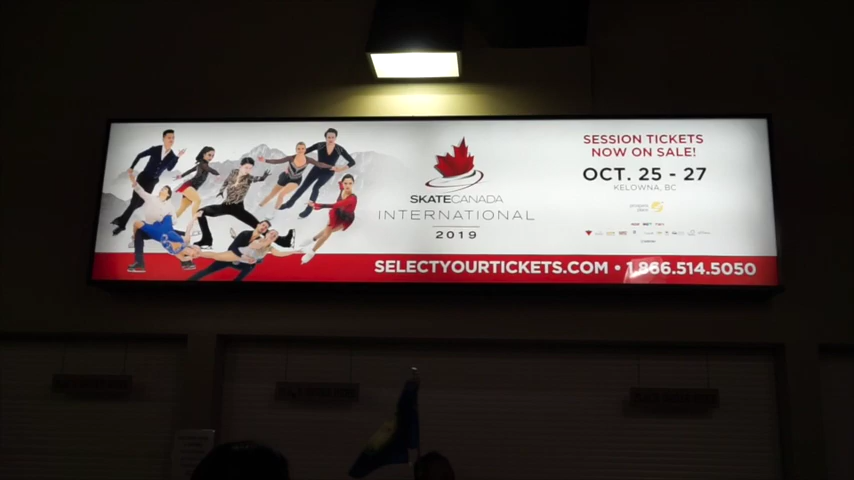 SKATECANADA
INTERNATIONAL
2019
SESSION TICKETS
NOW ON SALE!
OCT. 25 - 27
KELOWNA, BC
SELECTYOURTICKETS.COM • 1.866.514.5050